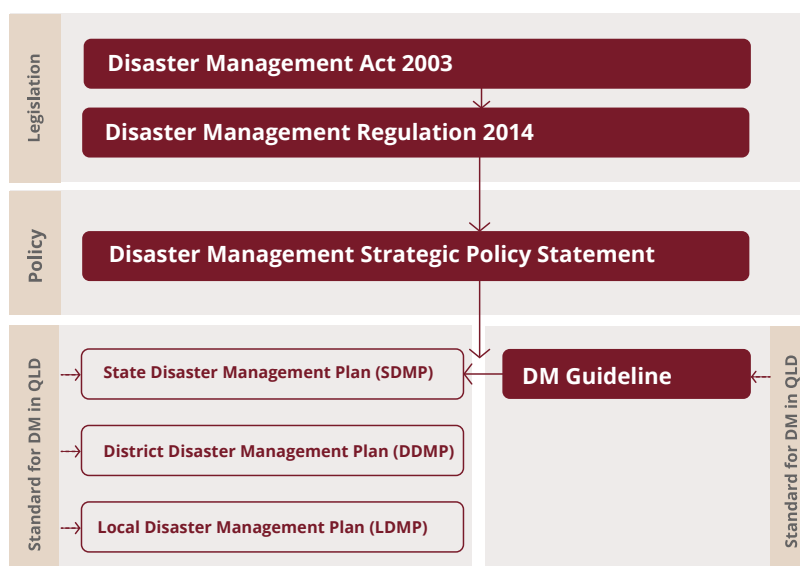 Legislation
Disaster Management Act 2003
Disaster Management Regulation 2014
Policy
Disaster Management Strategic Policy Statement
Standard for DM in QLD
State Disaster Management Plan (SDMP)
District Disaster Management Plan (DDMP)
Local Disaster Management Plan (LDMP)
DM Guideline
Standard for DM in QLD